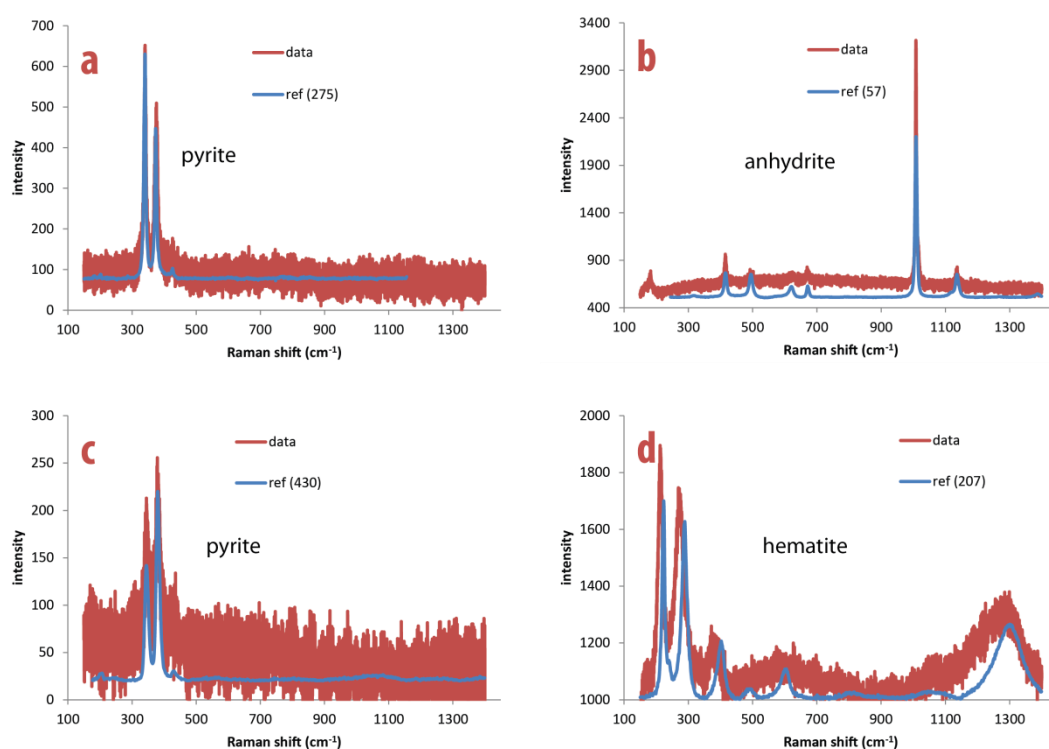 a
700
600
500
400
300
200
100
0
intensity
data
ref (275)
pyrite
100 300 500 700 900 1100 1300
Raman shift (cm⁻¹)
b
3400
2900
2400
1900
1400
900
400
intensity
data
ref (57)
anhydrite
100 300 500 700 900 1100 1300
Raman shift (cm⁻¹)
c
300
250
200
150
100
50
0
intensity
data
ref (430)
pyrite
100 300 500 700 900 1100 1300
Raman shift (cm⁻¹)
d
2000
1800
1600
1400
1200
1000
intensity
data
ref (207)
hematite
100 300 500 700 900 1100 1300
Raman shift (cm⁻¹)